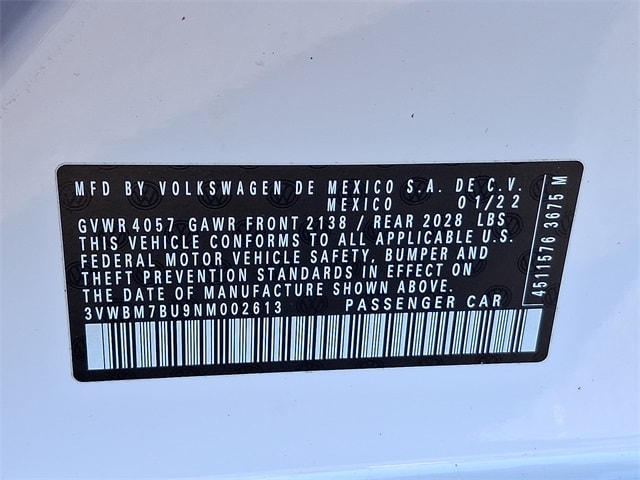 MFD BY VOLKSWAGEN DE MEXICO S.A. DE C.V.
MEXICO 01/22
GVWR 4057 GAWR FRONT 2138 / REAR 2028 LBS
THIS VEHICLE CONFORMS TO ALL APPLICABLE U.S.
FEDERAL MOTOR VEHICLE SAFETY, BUMPER AND
THEFT PREVENTION STANDARDS IN EFFECT ON
THE DATE OF MANUFACTURE SHOWN ABOVE.
3VWBM7BU9NM002613 PASSENGER CAR
4511576 3675 M